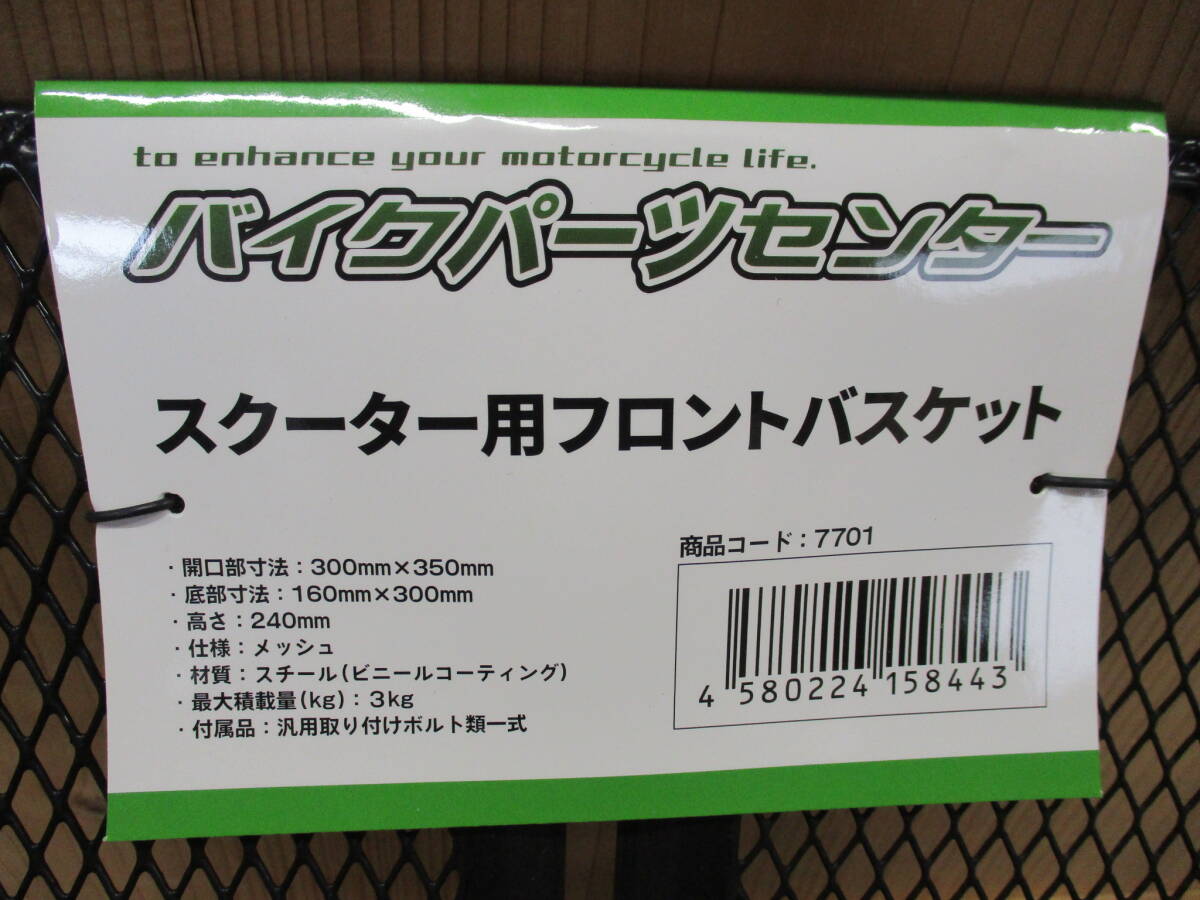 to enhance your motorcycle life.
バイクパーツセンター
スクーター用フロントバスケット
・開口部寸法：300mm×350mm
・底部寸法：160mm×300mm
・高さ：240mm
・仕様：メッシュ
・材質：スチール(ビニールコーティング)
・最大積載量(kg)：3kg
・付属品：汎用取り付けボルト類一式
商品コード：7701
4 580224 158443